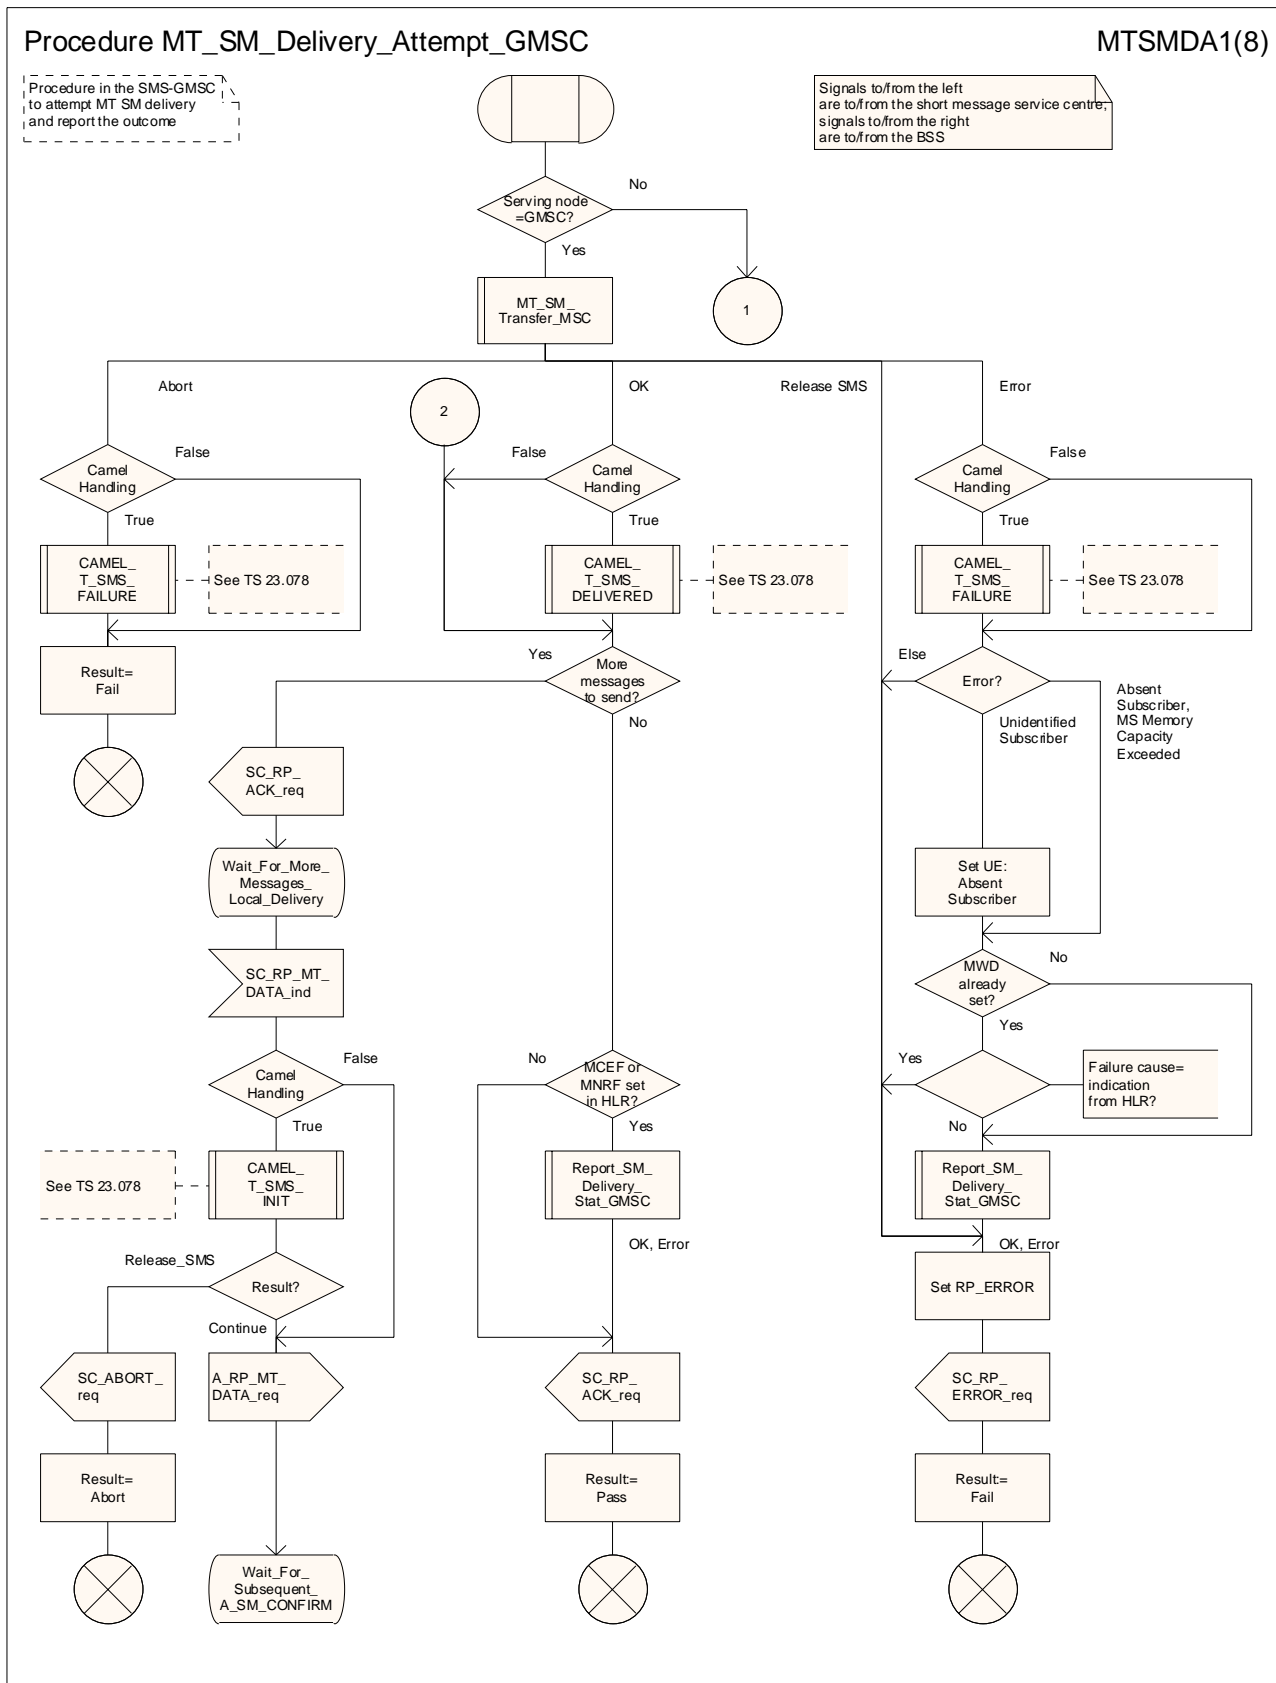 Procedure MT_SM_Delivery_Attempt_GMSC
MTSMDA1(8)
Procedure in the SMS-GMSC
to attempt MT SM delivery
and report the outcome
Signals to/from the left
are to/from the short message service centre;
signals to/from the right
are to/from the BSS
Serving node
=GMSC?
No
Yes
MT_SM_
Transfer_MSC
1
Abort
OK
Release SMS
Error
2
Camel
Handling
False
True
Camel
Handling
False
True
Camel
Handling
False
True
CAMEL_
T_SMS_
FAILURE
See TS 23.078
CAMEL_
T_SMS_
DELIVERED
See TS 23.078
CAMEL_
T_SMS_
FAILURE
See TS 23.078
Result:=
Fail
Yes
More
messages
to send?
No
Else
Error?
Unidentified
Subscriber
Absent
Subscriber,
MS Memory
Capacity
Exceeded
SC_RP_
ACK_req
Wait_For_More_
Messages_
Local_Delivery
Set UE:
Absent
Subscriber
SC_RP_MT_
DATA_ind
MWD
already
set?
No
Yes
Camel
Handling
False
True
No
MCEF or
MNRF set
in HLR?
Yes
Yes
Failure cause=
indication
from HLR?
No
See TS 23.078
CAMEL_
T_SMS_
INIT
Report_SM_
Delivery_
Stat_GMSC
Report_SM_
Delivery_
Stat_GMSC
OK, Error
OK, Error
Release_SMS
Result?
Continue
Set RP_ERROR
SC_ABORT_
req
A_RP_MT_
DATA_req
SC_RP_
ACK_req
SC_RP_
ERROR_req
Result:=
Abort
Result:=
Pass
Result:=
Fail
Wait_For_
Subsequent_
A_SM_CONFIRM